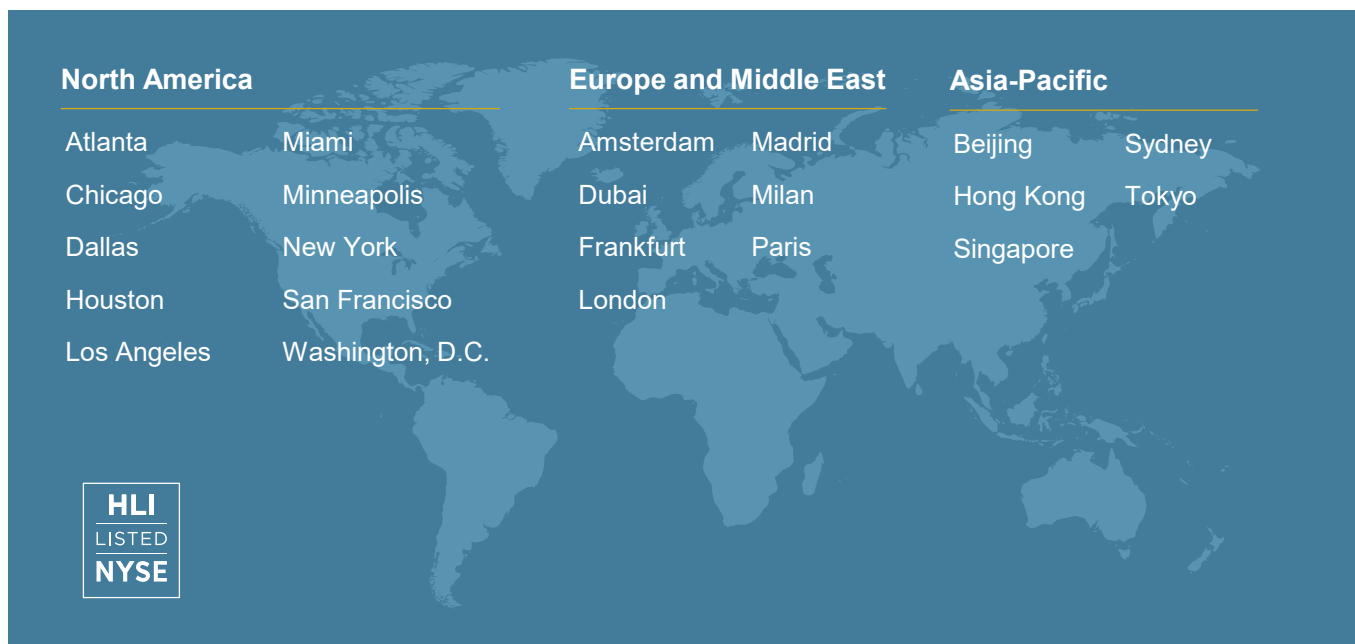 North America
Atlanta
Chicago
Dallas
Houston
Los Angeles
Miami
Minneapolis
New York
San Francisco
Washington, D.C.
Europe and Middle East
Amsterdam
Dubai
Frankfurt
London
Madrid
Milan
Paris
Asia-Pacific
Beijing
Hong Kong
Singapore
Sydney
Tokyo
HLI
LISTED
NYSE